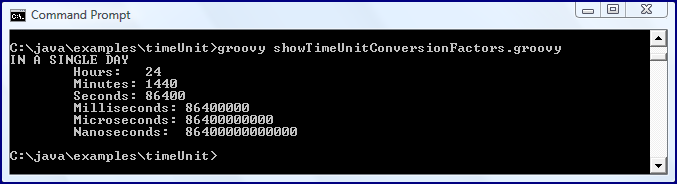 Command Prompt
C:\java\examples\timeUnit>groovy showTimeUnitConversionFactors.groovy
IN A SINGLE DAY
Hours: 24
Minutes: 1440
Seconds: 86400
Milliseconds: 86400000
Microseconds: 86400000000
Nanoseconds: 86400000000000
C:\java\examples\timeUnit>